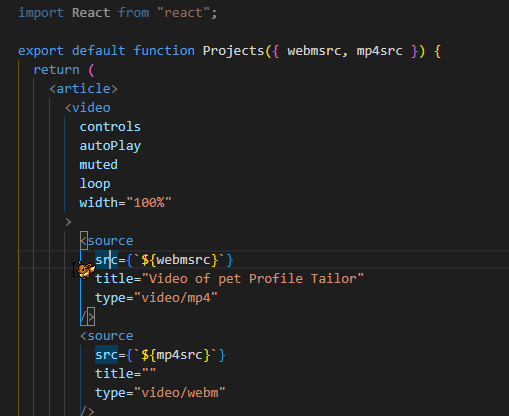 import React from "react";
export default function Projects({ webmsrc, mp4src }) {
return (
<article>
<video
controls
autoPlay
muted
loop
width="100%"
>
<source
src={`${webmsrc}`}
title="Video of pet Profile Tailor"
type="video/mp4"
/>
<source
src={`${mp4src}`}
title=""
type="video/webm"
/>